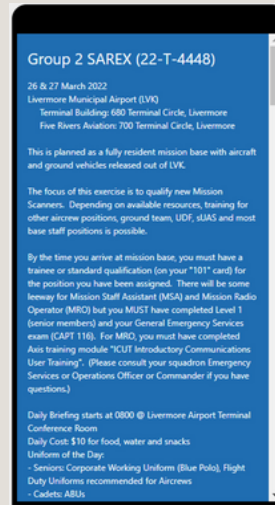 Group 2 SAREX (22-T-4448)
26 & 27 March 2022
Livermore Municipal Airport (LVK)
Terminal Building: 680 Terminal Circle, Livermore
Five Rivers Aviation: 700 Terminal Circle, Livermore
This is planned as a fully resident mission base with aircraft
and ground vehicles released out of LVK.
The focus of this exercise is to qualify new Mission
Scanners. Depending on available resources, training for
other aircrew positions, ground team, UDF, sUAS and most
base staff positions is possible.
By the time you arrive at mission base, you must have a
trainee or standard qualification (on your "101" card) for
the position you have been assigned. There will be some
leeway for Mission Staff Assistant (MSA) and Mission Radio
Operator (MRO) but you MUST have completed Level 1
(senior members) and your General Emergency Services
exam (CAPT 116). For MRO, you must have completed
Axis training module "ICUT Introductory Communications
User Training". (Please consult your squadron Emergency
Services or Operations Officer or Commander if you have
questions.)
Daily Briefing starts at 0800 @ Livermore Airport Terminal
Conference Room
Daily Cost: $10 for food, water and snacks
Uniform of the Day:
- Seniors: Corporate Working Uniform (Blue Polo), Flight
Duty Uniforms recommended for Aircrews
- Cadets: ABUs